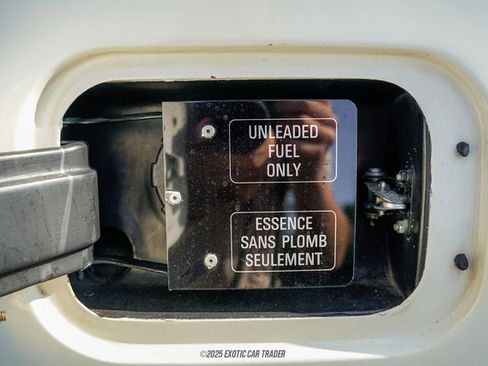 UNLEADED
FUEL
ONLY
ESSENCE
SANS PLOMB
SEULEMENT
©2025 EXOTIC CAR TRADER